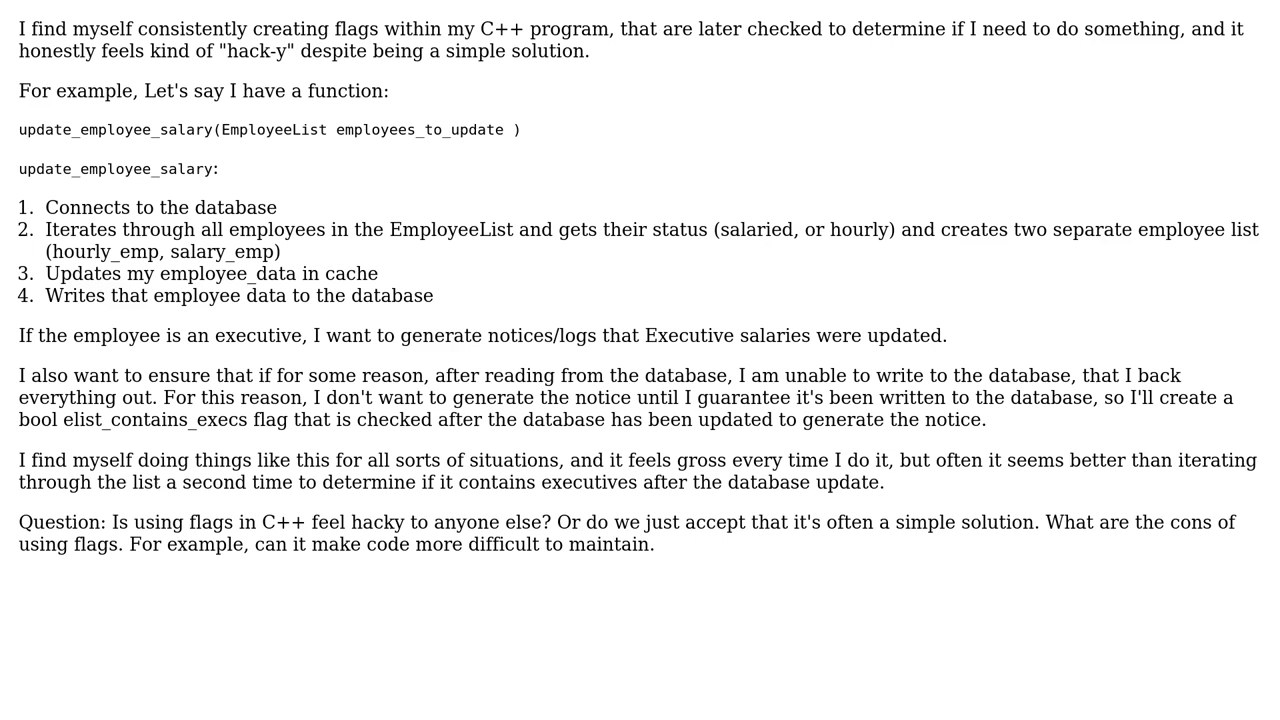 I find myself consistently creating flags within my C++ program, that are later checked to determine if I need to do something, and it
honestly feels kind of "hack-y" despite being a simple solution.
For example, Let's say I have a function:
update_employee_salary(EmployeeList employees_to_update )
update_employee_salary:
1. Connects to the database
2. Iterates through all employees in the EmployeeList and gets their status (salaried, or hourly) and creates two separate employee list
(hourly_emp, salary_emp)
3. Updates my employee_data in cache
4. Writes that employee data to the database
If the employee is an executive, I want to generate notices/logs that Executive salaries were updated.
I also want to ensure that if for some reason, after reading from the database, I am unable to write to the database, that I back
everything out. For this reason, I don't want to generate the notice until I guarantee it's been written to the database, so I'll create a
bool elist_contains_execs flag that is checked after the database has been updated to generate the notice.
I find myself doing things like this for all sorts of situations, and it feels gross every time I do it, but often it seems better than iterating
through the list a second time to determine if it contains executives after the database update.
Question: Is using flags in C++ feel hacky to anyone else? Or do we just accept that it's often a simple solution. What are the cons of
using flags. For example, can it make code more difficult to maintain.